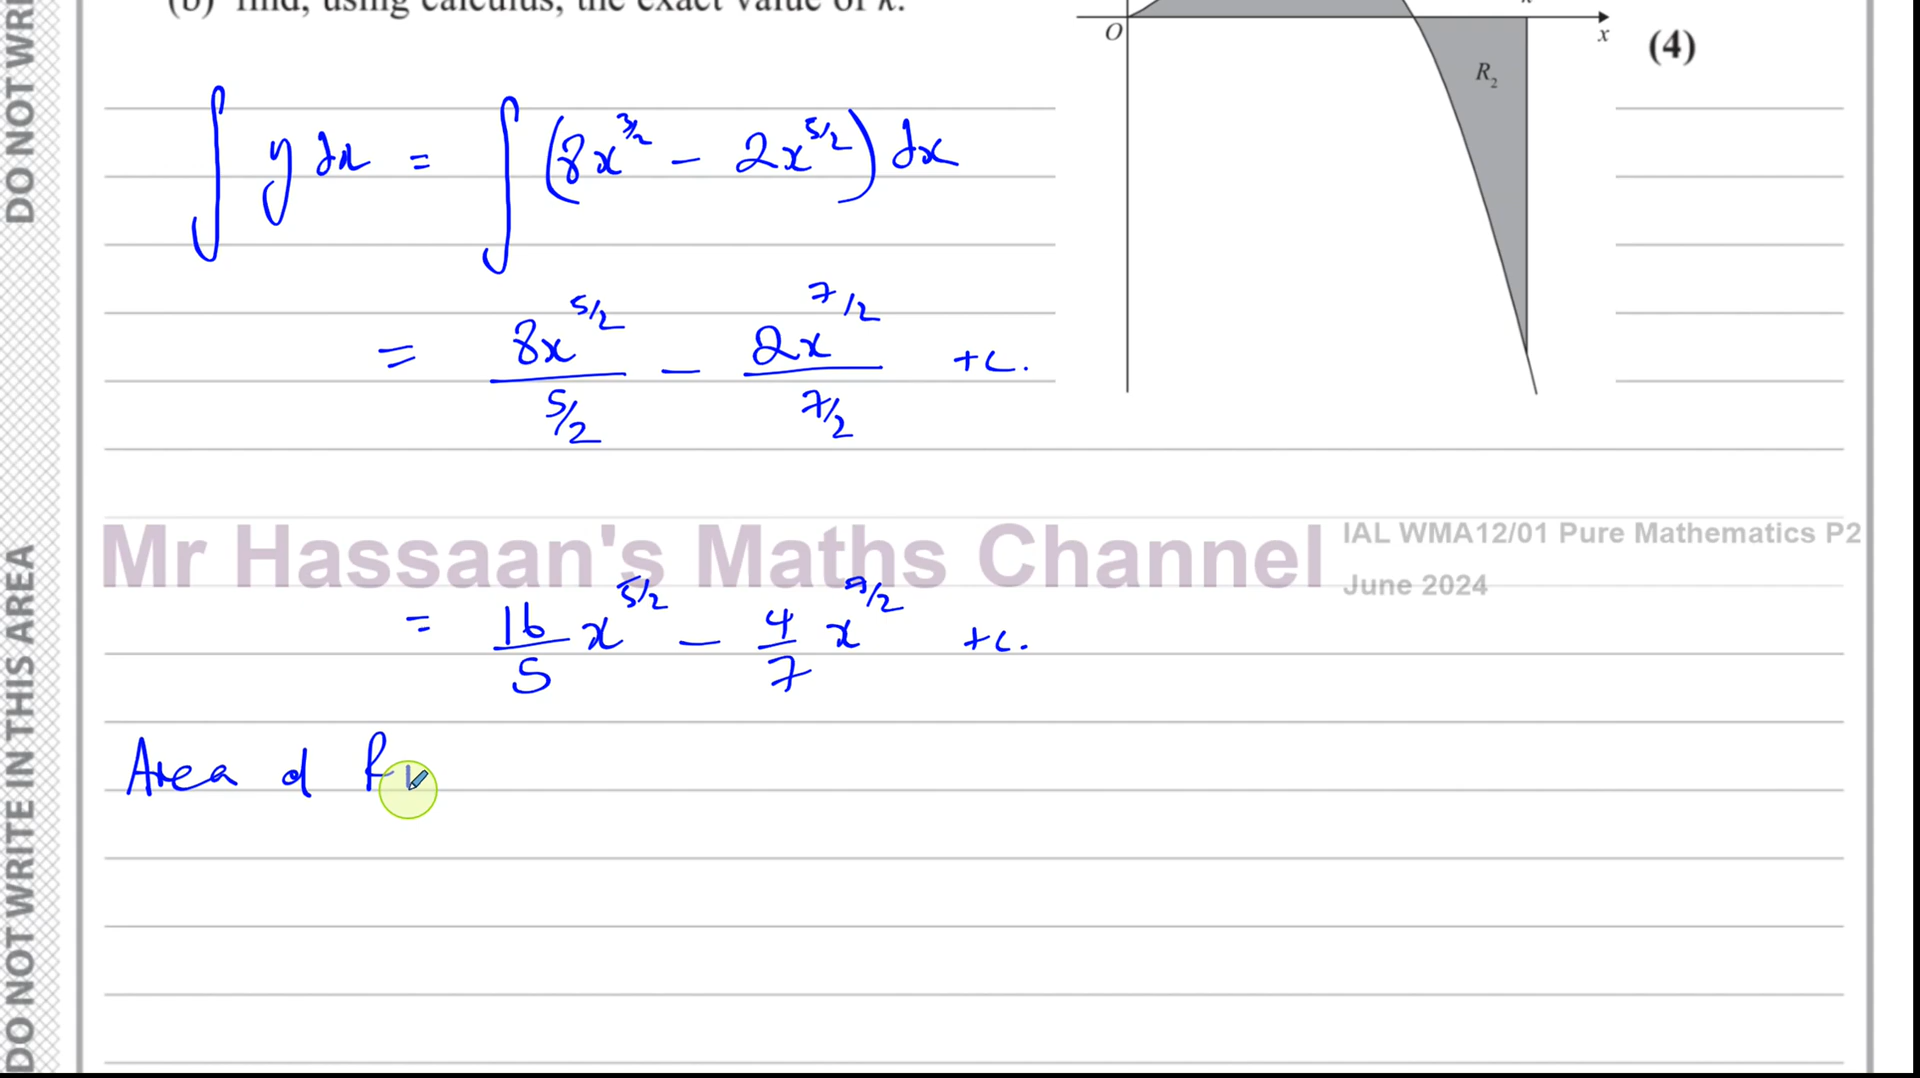 (b) find, using calculus, the exact value of k.
(4)
O
x
R₂
∫ y dx = ∫ (8x^{3/2} - 2x^{5/2}) dx
= 8x^{5/2} / 5/2 - 2x^{7/2} / 7/2 + c.
Mr Hassaan's Maths Channel
IAL WMA12/01 Pure Mathematics P2
June 2024
= 16/5 x^{5/2} - 4/7 x^{7/2} + c.
Area of R₁
DO NOT WRI
DO NOT WRITE IN THIS AREA